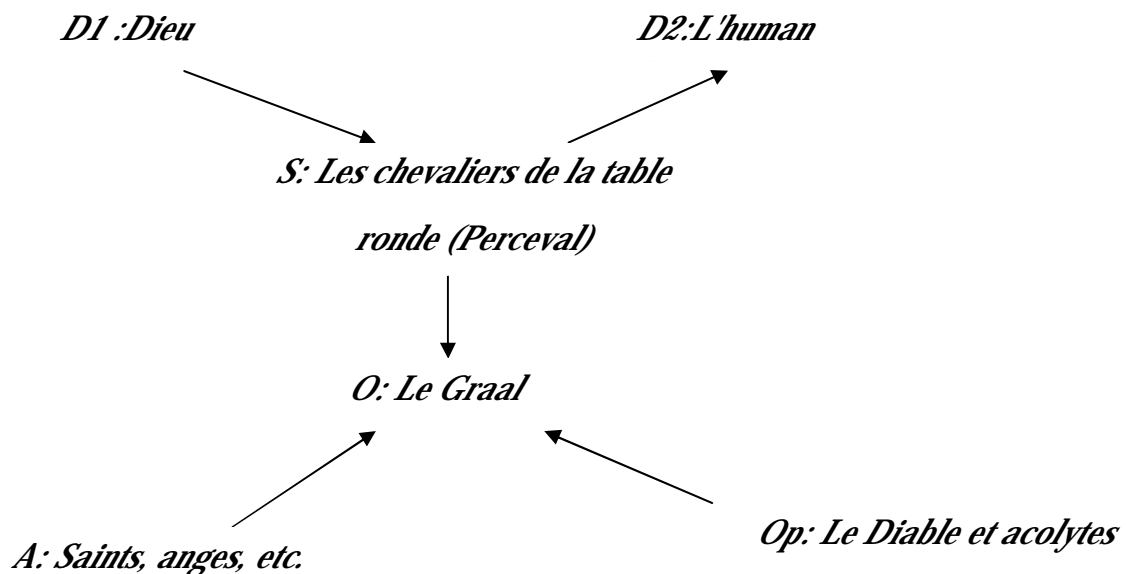 D1 :Dieu
D2:L'human
S: Les chevaliers de la table
ronde (Perceval)
O: Le Graal
Op: Le Diable et acolytes
A: Saints, anges, etc.